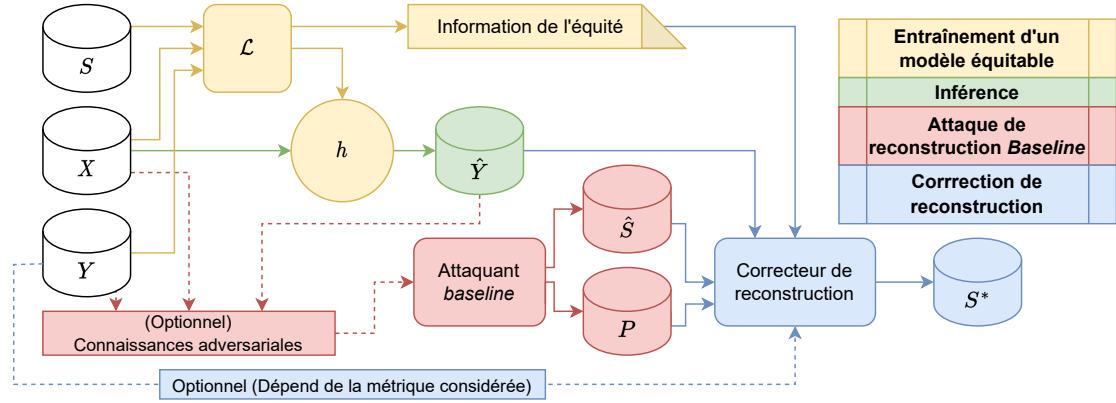 S
ℒ
Information de l'équité
X
h
Ŷ
Y
Ŝ
Attaquant
baseline
P
Correcteur de
reconstruction
S*
(Optionnel)
Connaissances adversariales
Optionnel (Dépend de la métrique considérée)
Entraînement d'un
modèle équitable
Inférence
Attaque de
reconstruction Baseline
Corrrection de
reconstruction